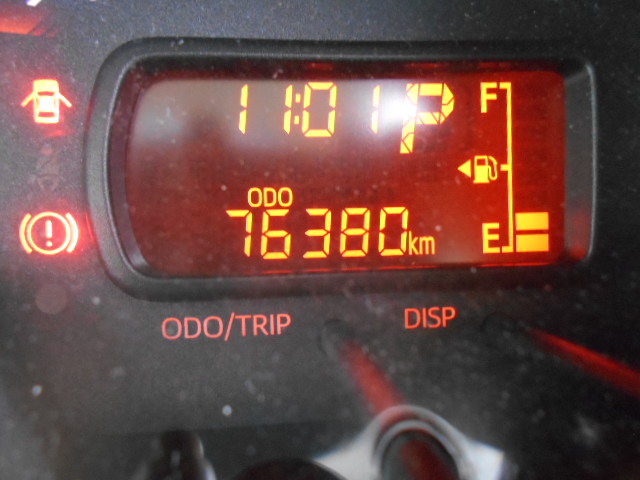 11:01 P F
ODO
76380km E
ODO/TRIP DISP